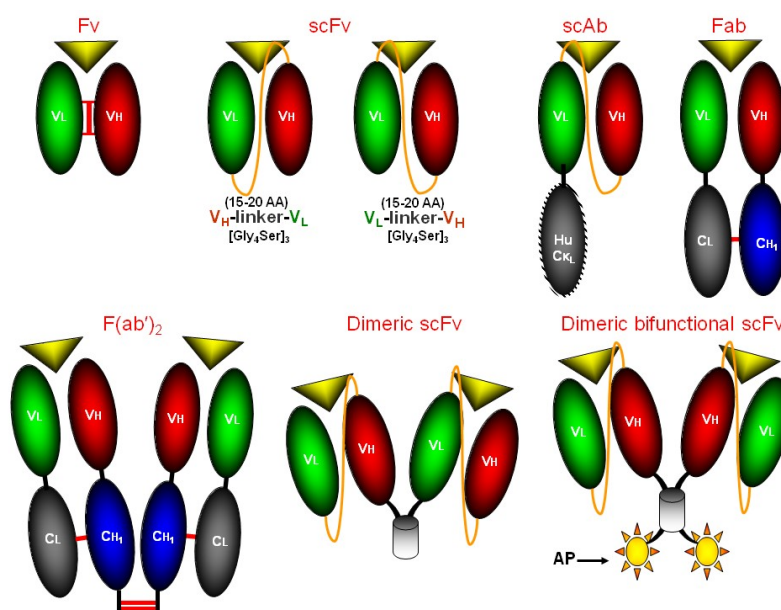 Fv
scFv
scAb
Fab
VL
VH
VL
VH
VL
VH
VL
VH
VL
VH
(15-20 AA)
VH-linker-VL
[Gly4Ser]3
(15-20 AA)
VL-linker-VH
[Gly4Ser]3
Hu
CκL
CL
CH1
F(ab')2
Dimeric scFv
Dimeric bifunctional scFv
VL
VH
VH
VL
VL
VH
VL
VH
VL
VH
VH
VL
CL
CH1
CH1
CL
AP